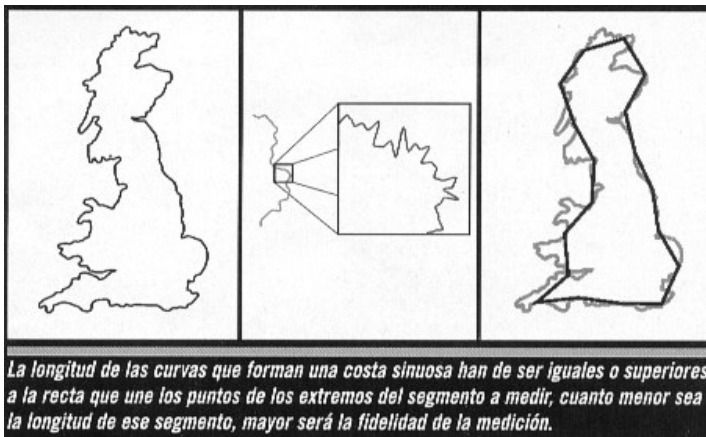 La longitud de las curvas que forman una costa sinuosa han de ser iguales o superiores
a la recta que une los puntos de los extremos del segmento a medir, cuanto menor sea
la longitud de ese segmento, mayor será la fidelidad de la medición.